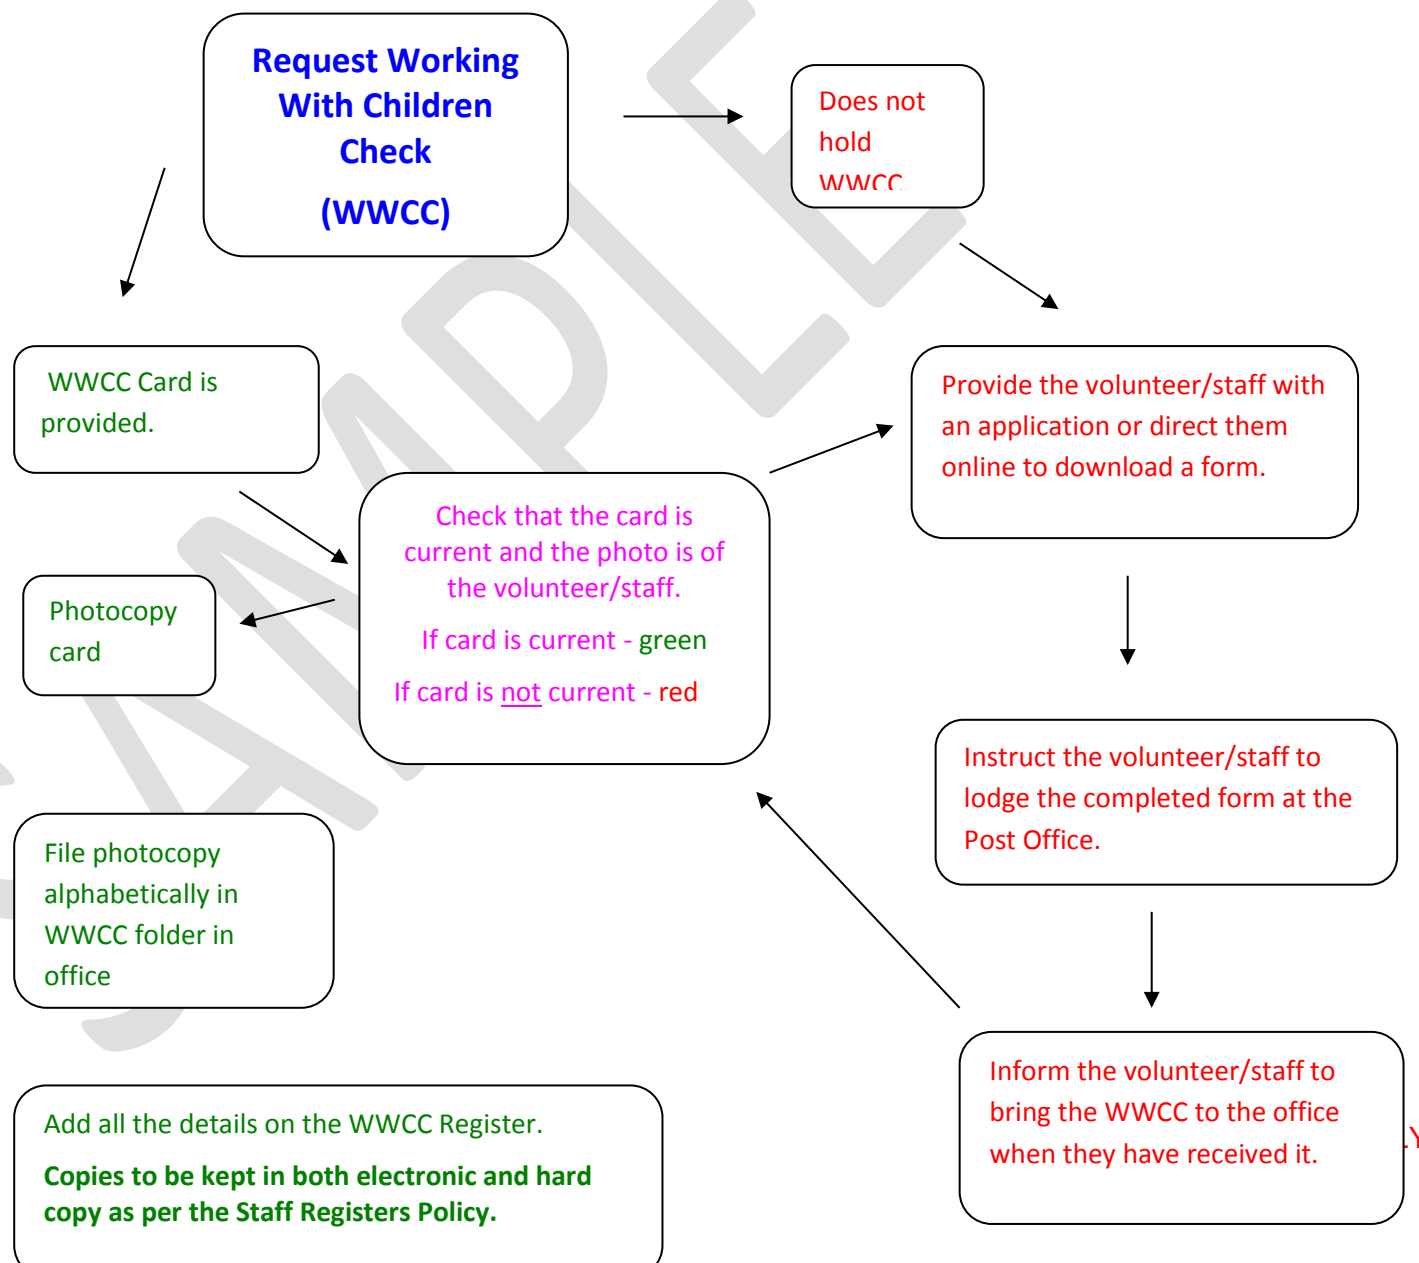 Request Working
With Children
Check
(WWCC)
Does not
hold
WWCC.
WWCC Card is
provided.
Provide the volunteer/staff with
an application or direct them
online to download a form.
Check that the card is
current and the photo is of
the volunteer/staff.
If card is current - green
If card is not current - red
Photocopy
card
Instruct the volunteer/staff to
lodge the completed form at the
Post Office.
File photocopy
alphabetically in
WWCC folder in
office
Inform the volunteer/staff to
bring the WWCC to the office
when they have received it.
Add all the details on the WWCC Register.
Copies to be kept in both electronic and hard
copy as per the Staff Registers Policy.
SAMPLE